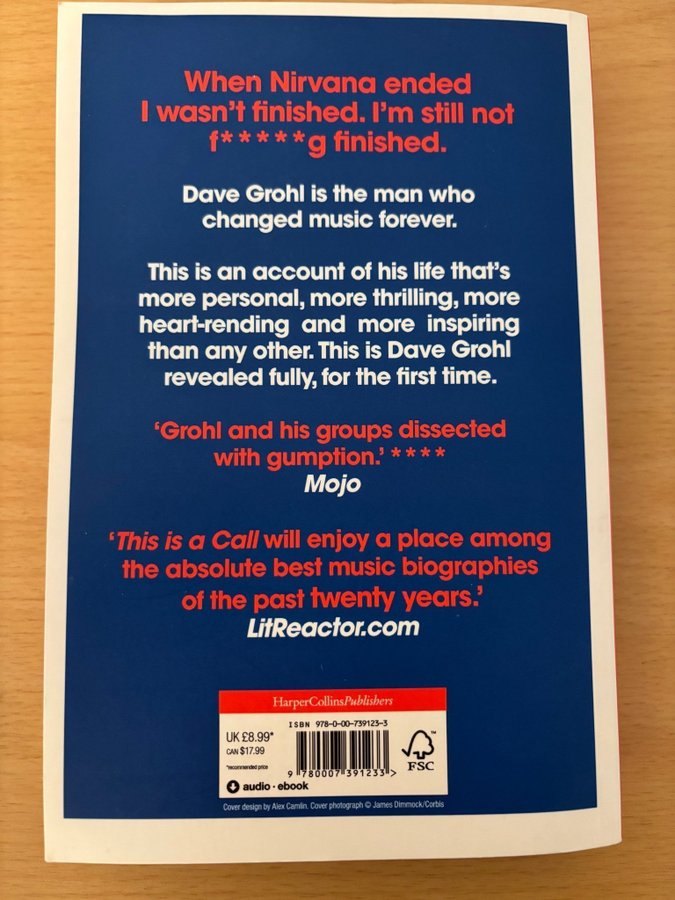 When Nirvana ended
I wasn't finished. I'm still not
f*****g finished.
Dave Grohl is the man who
changed music forever.
This is an account of his life that's
more personal, more thrilling, more
heart-rending and more inspiring
than any other. This is Dave Grohl
revealed fully, for the first time.
‘Grohl and his groups dissected
with gumption.’ ****
Mojo
‘This is a Call will enjoy a place among
the absolute best music biographies
of the past twenty years.’
LitReactor.com
HarperCollinsPublishers
ISBN 978-0-00-739123-3
UK £8.99*
CAN $17.99
*recommended price
9 780007 391233 >
FSC™
audio · ebook
Cover design by Alex Camlin. Cover photograph © James Dimmock/Corbis